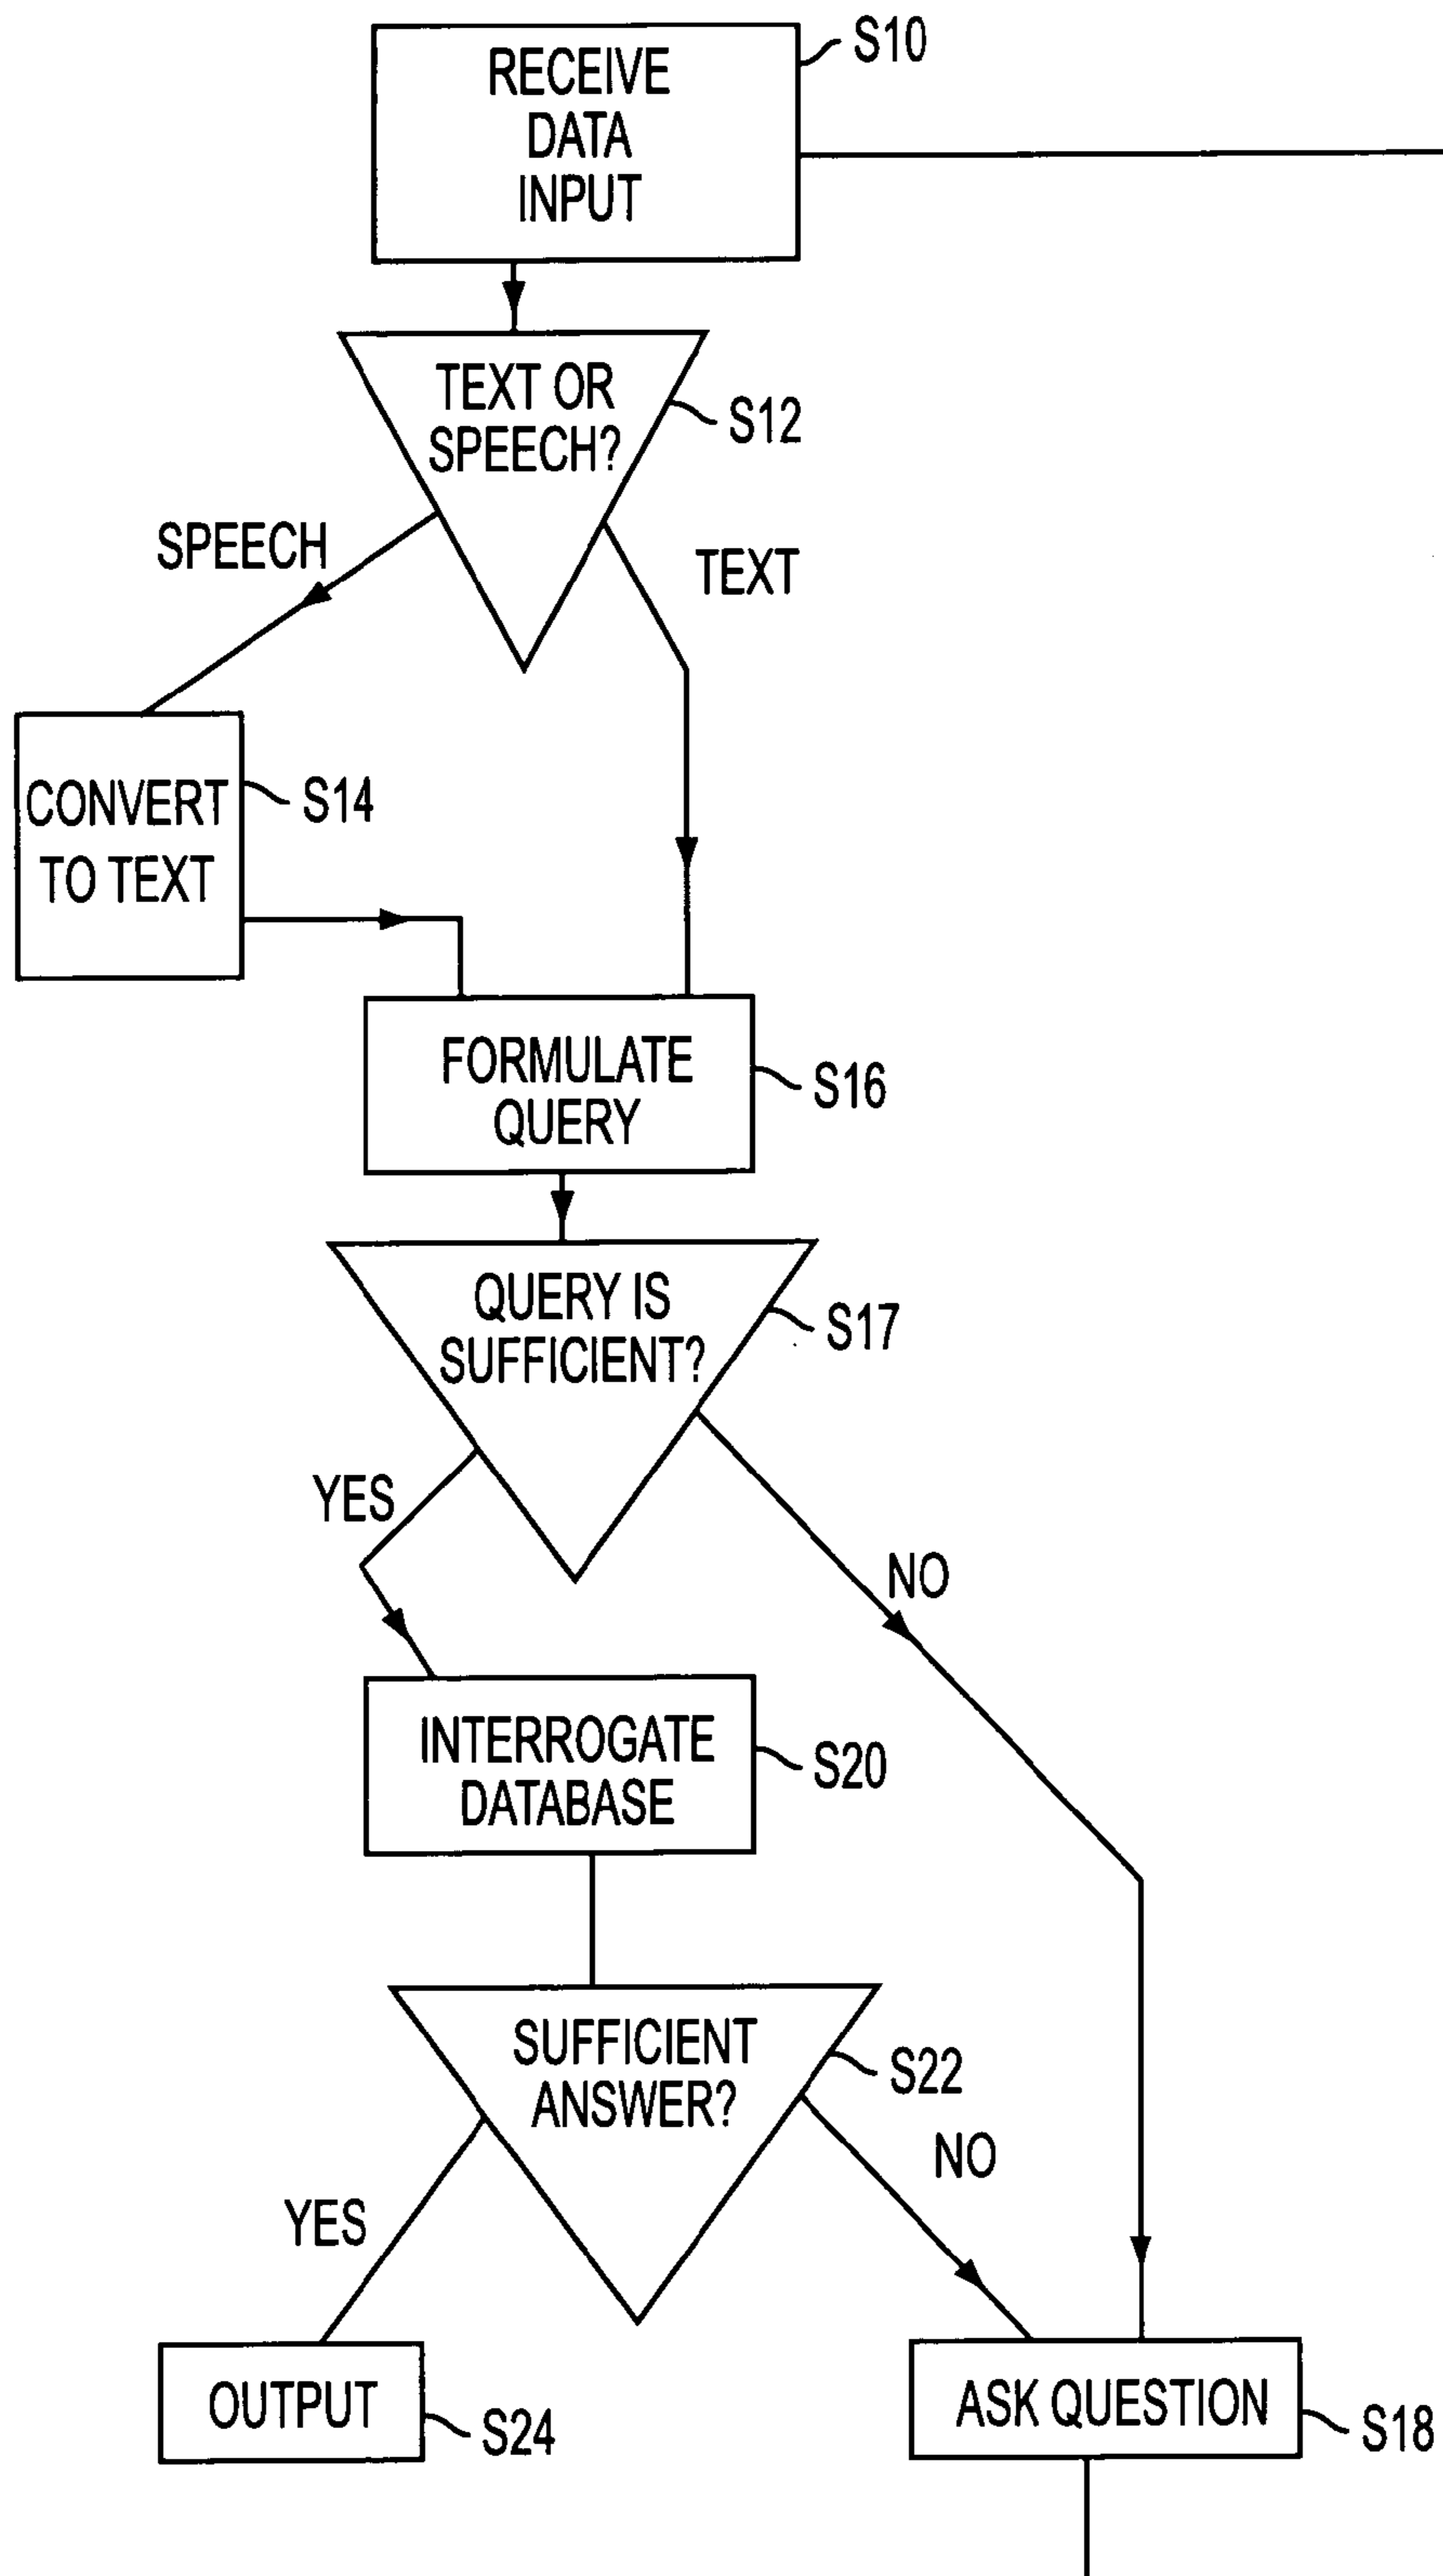 RECEIVE
DATA
INPUT
S10
TEXT OR
SPEECH?
S12
SPEECH
TEXT
CONVERT
TO TEXT
S14
FORMULATE
QUERY
S16
QUERY IS
SUFFICIENT?
S17
YES
NO
INTERROGATE
DATABASE
S20
SUFFICIENT
ANSWER?
S22
YES
NO
OUTPUT
S24
ASK QUESTION
S18